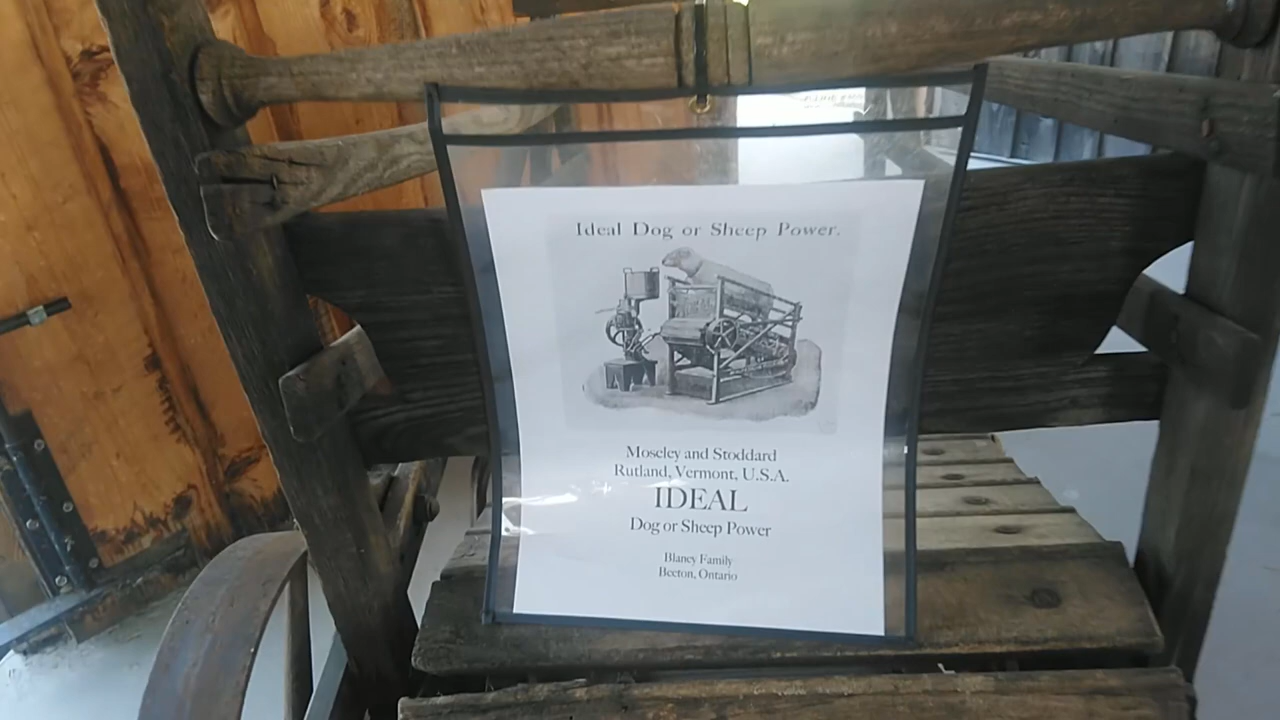 Ideal Dog or Sheep Power.
Moseley and Stoddard
Rutland, Vermont, U.S.A.
IDEAL
Dog or Sheep Power
Blaney Family
Beeton, Ontario